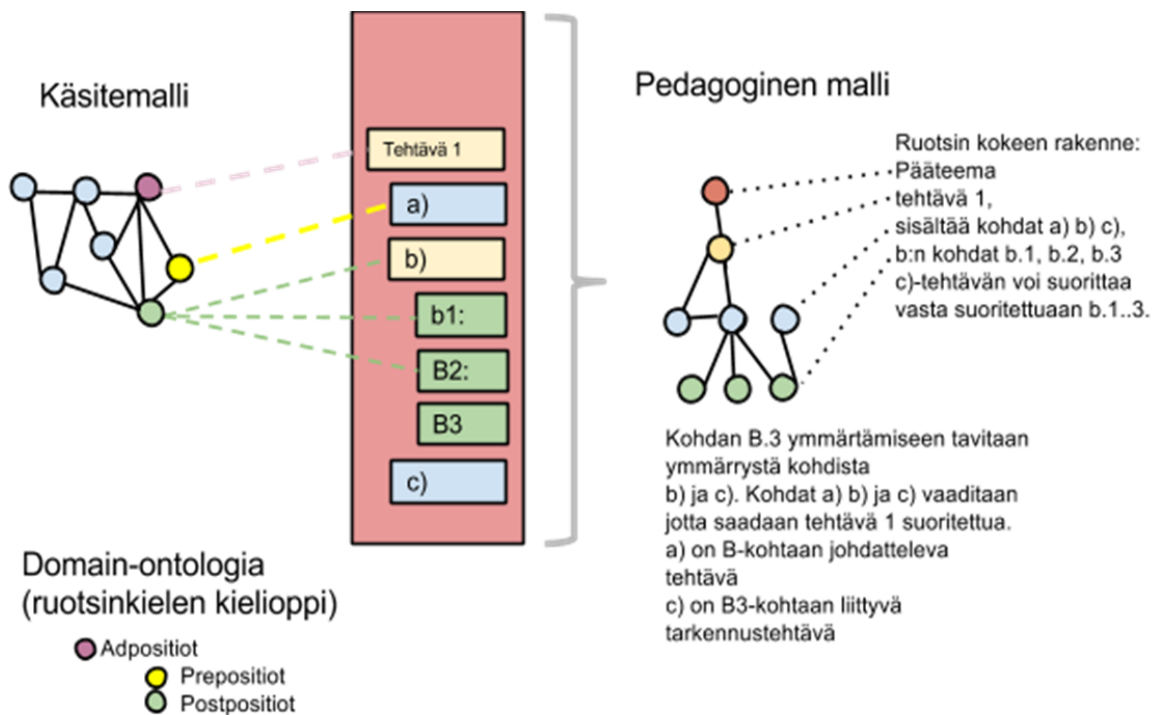 Käsitemalli
Tehtävä 1
a)
b)
b1:
B2:
B3
c)
Domain-ontologia
(ruotsinkielen kielioppi)
Adpositiot
Prepositiot
Postpositiot
Pedagoginen malli
Ruotsin kokeen rakenne:
Pääteema
tehtävä 1,
sisältää kohdat a) b) c),
b:n kohdat b.1, b.2, b.3
c)-tehtävän voi suorittaa
vasta suoritettuaan b.1..3.
Kohdan B.3 ymmärtämiseen tavitaan
ymmärrystä kohdista
b) ja c). Kohdat a) b) ja c) vaaditaan
jotta saadaan tehtävä 1 suoritettua.
a) on B-kohtaan johdatteleva
tehtävä
c) on B3-kohtaan liittyvä
tarkennustehtävä